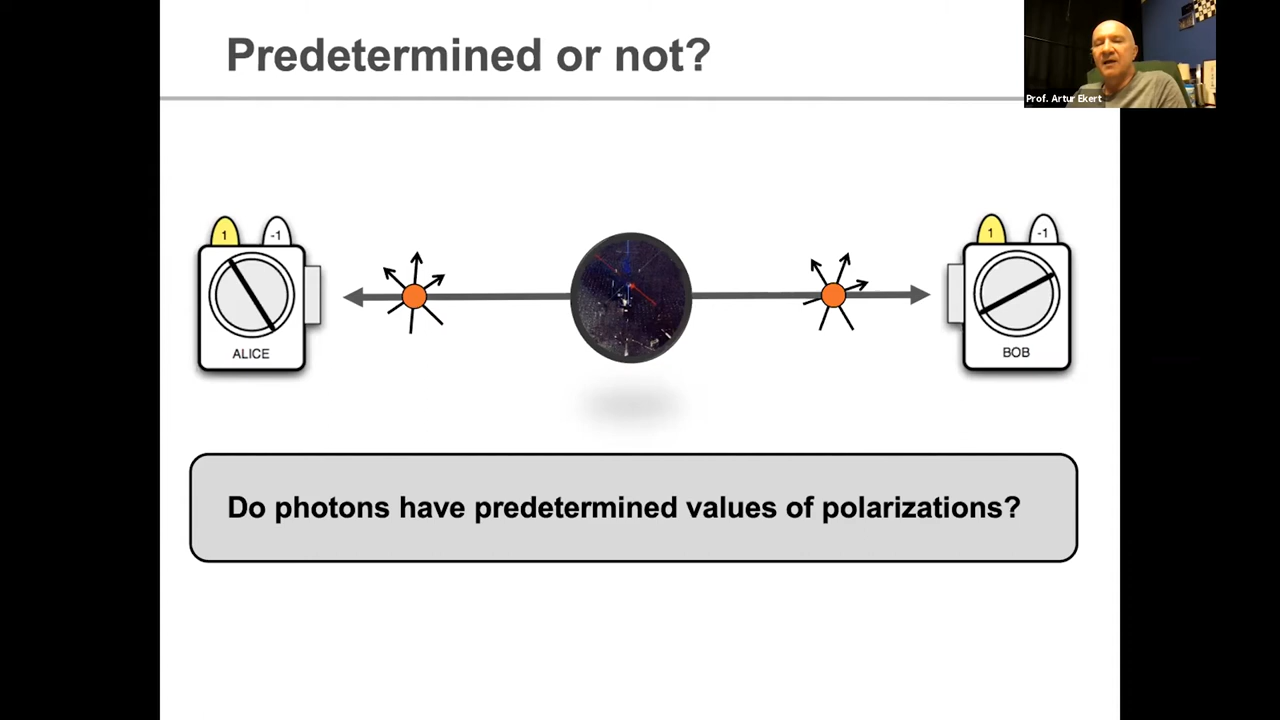 Predetermined or not?
Prof. Artur Ekert
1 -1
1 -1
ALICE
BOB
Do photons have predetermined values of polarizations?